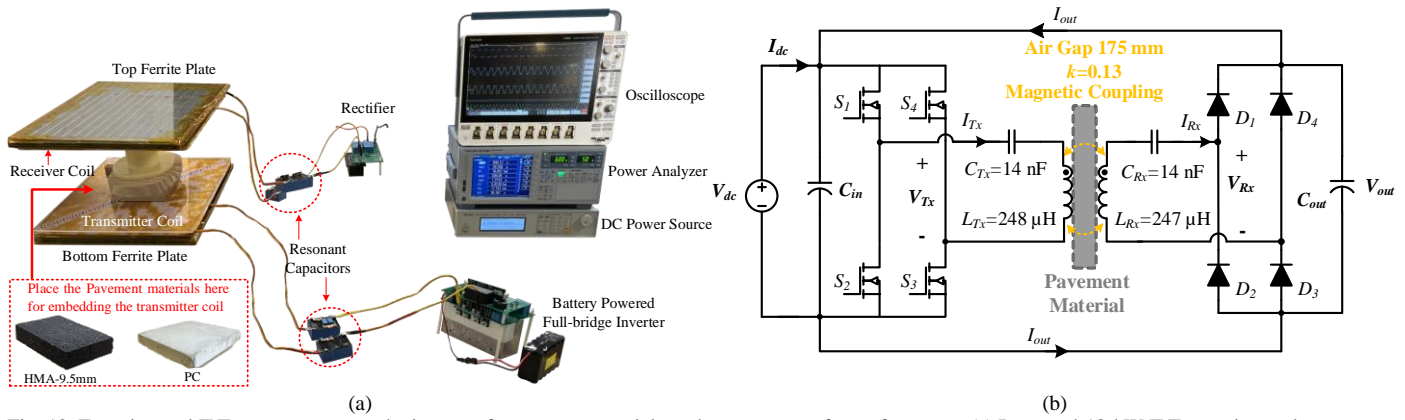 Top Ferrite Plate
Rectifier
Receiver Coil
Transmitter Coil
Bottom Ferrite Plate
Resonant
Capacitors
Oscilloscope
Power Analyzer
DC Power Source
Place the Pavement materials here
for embedding the transmitter coil
HMA-9.5mm
PC
Battery Powered
Full-bridge Inverter
(a)
I_out
I_dc
Air Gap 175 mm
k=0.13
Magnetic Coupling
S_1
S_4
I_Tx
I_Rx
D_1
D_4
V_dc
C_in
+
V_Tx
-
C_Tx=14 nF
C_Rx=14 nF
+
V_Rx
-
C_out
V_out
L_Tx=248 μH
L_Rx=247 μH
S_2
S_3
Pavement
Material
D_2
D_3
I_out
(b)